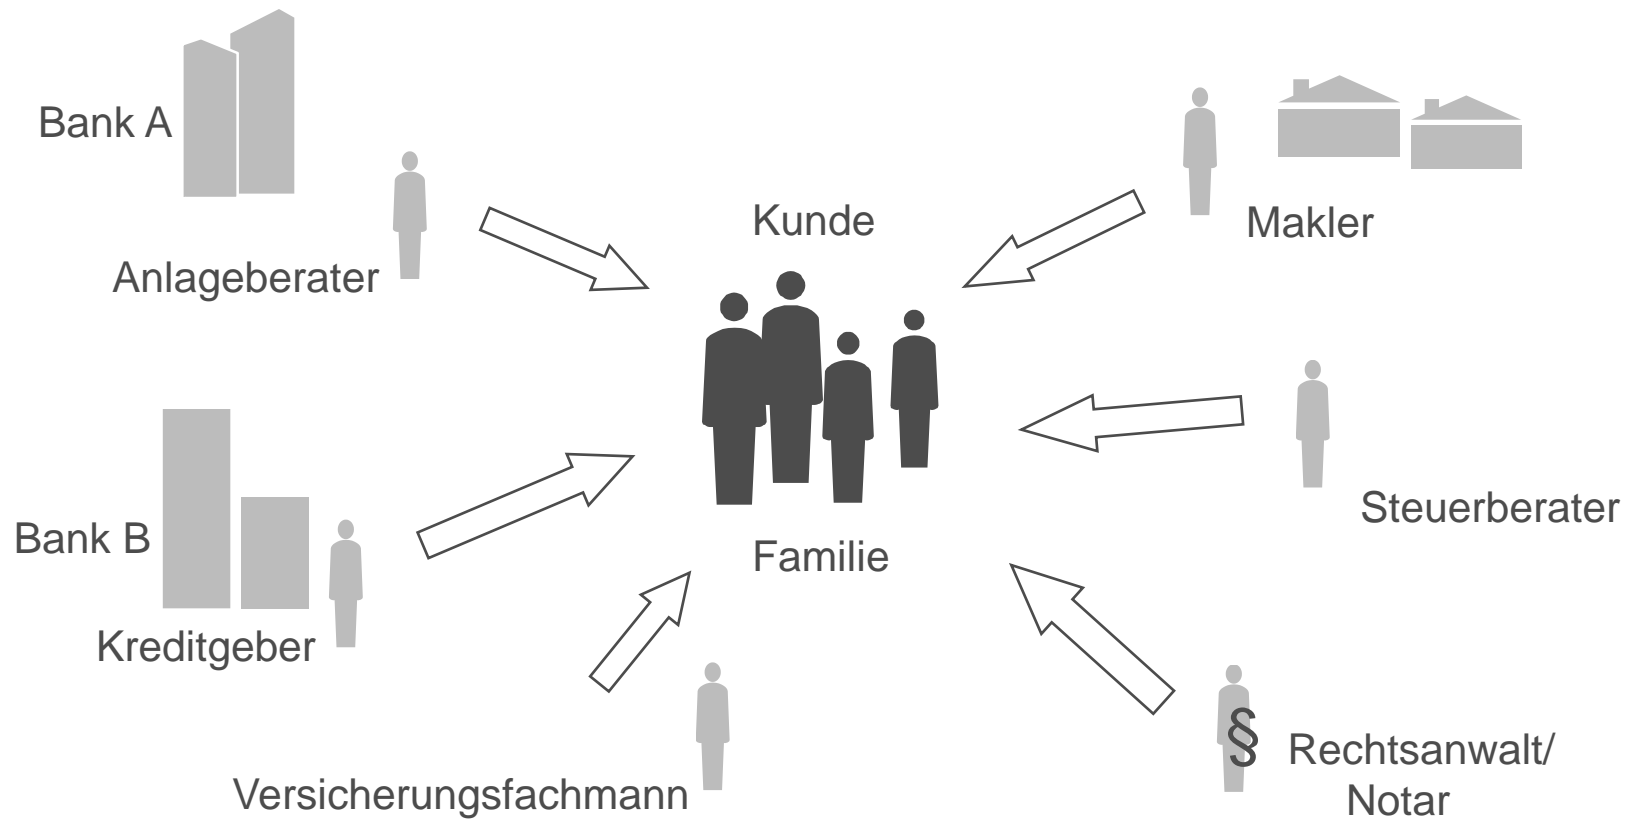 Bank A
Kunde
Makler
Anlageberater
Steuerberater
Bank B
Familie
Kreditgeber
§
Rechtsanwalt/
Notar
Versicherungsfachmann